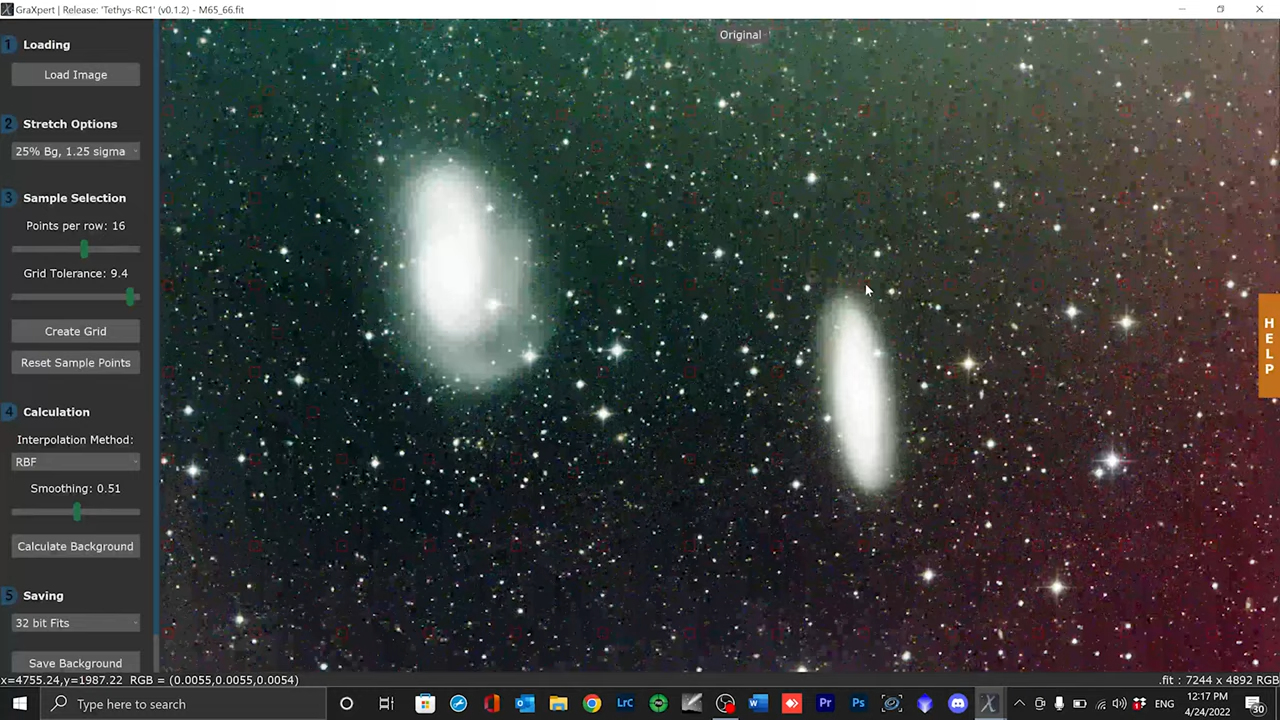 GraXpert | Release: 'Tethys-RC1' (v0.1.2) - M65_66.fit
Original
1 Loading
Load Image
2 Stretch Options
25% Bg, 1.25 sigma
3 Sample Selection
Points per row: 16
Grid Tolerance: 9.4
Create Grid
Reset Sample Points
4 Calculation
Interpolation Method:
RBF
Smoothing: 0.51
Calculate Background
5 Saving
32 bit Fits
Save Background
HELP
x=4755.24,y=1987.22 RGB = (0.0055,0.0055,0.0054)
.fit : 7244 x 4892 RGB
Type here to search
LrC
Pr
Ps
ENG
12:17 PM
4/24/2022
30